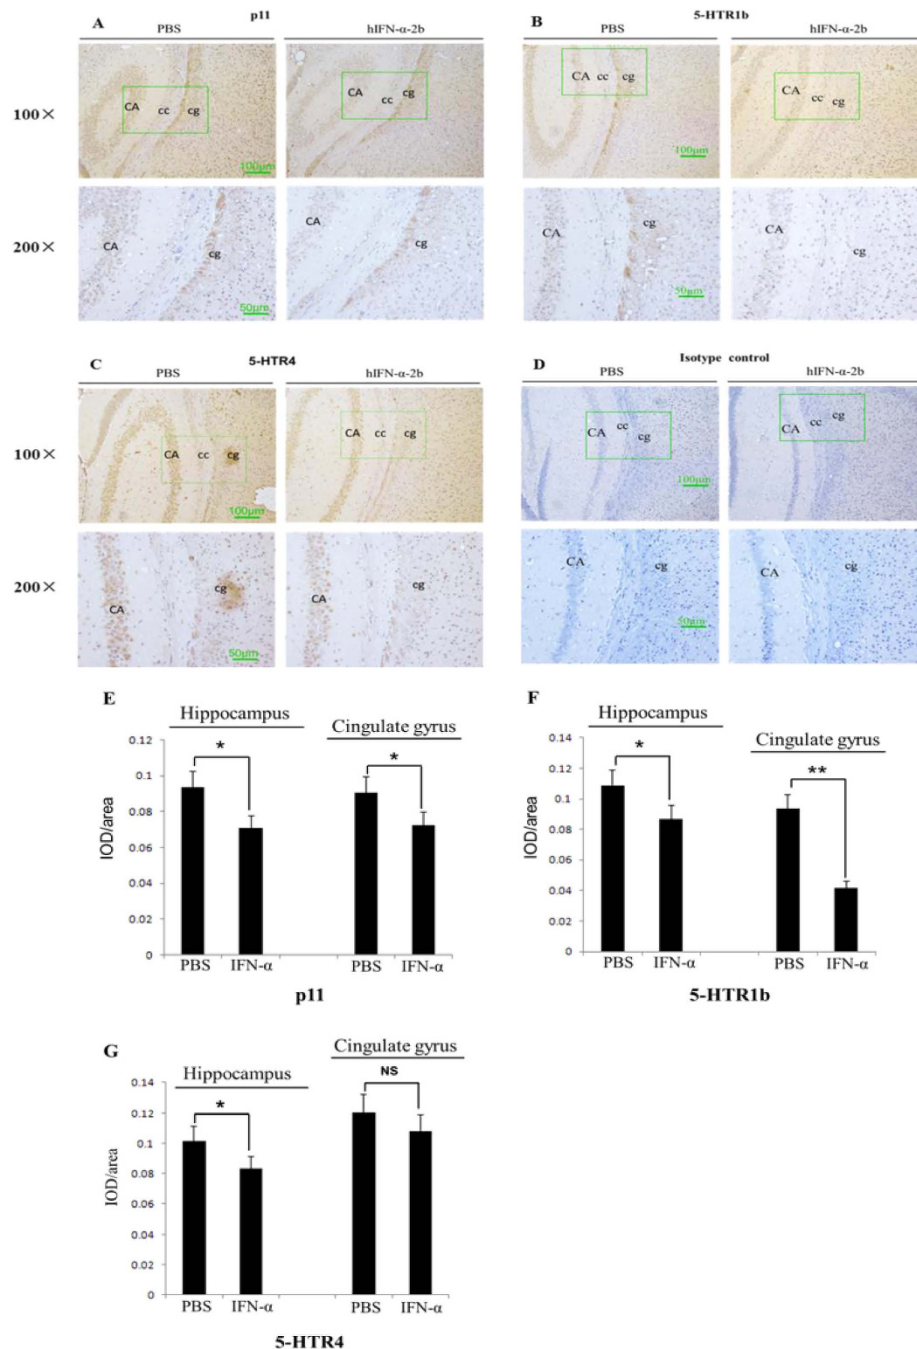 A p11
PBS hIFN-α-2b
B 5-HTR1b
PBS hIFN-α-2b
100×
CA cc cg
100μm
CA cc cg
CA cc cg
100μm
CA cc cg
200×
CA cg
50μm
CA cg
CA cg
50μm
CA cg
C 5-HTR4
PBS hIFN-α-2b
D Isotype control
PBS hIFN-α-2b
100×
CA cc cg
100μm
CA cc cg
CA cc cg
100μm
CA cc cg
200×
CA cg
50μm
CA cg
CA cg
50μm
CA cg
E
Hippocampus
Cingulate gyrus
0.12
0.1
0.08
0.06
0.04
0.02
0
IOD/area
* *
PBS IFN-α PBS IFN-α
p11
F
Hippocampus
Cingulate gyrus
0.14
0.12
0.1
0.08
0.06
0.04
0.02
0
IOD/area
* **
PBS IFN-α PBS IFN-α
5-HTR1b
G
Hippocampus
Cingulate gyrus
0.14
0.12
0.1
0.08
0.06
0.04
0.02
0
IOD/area
* NS
PBS IFN-α PBS IFN-α
5-HTR4